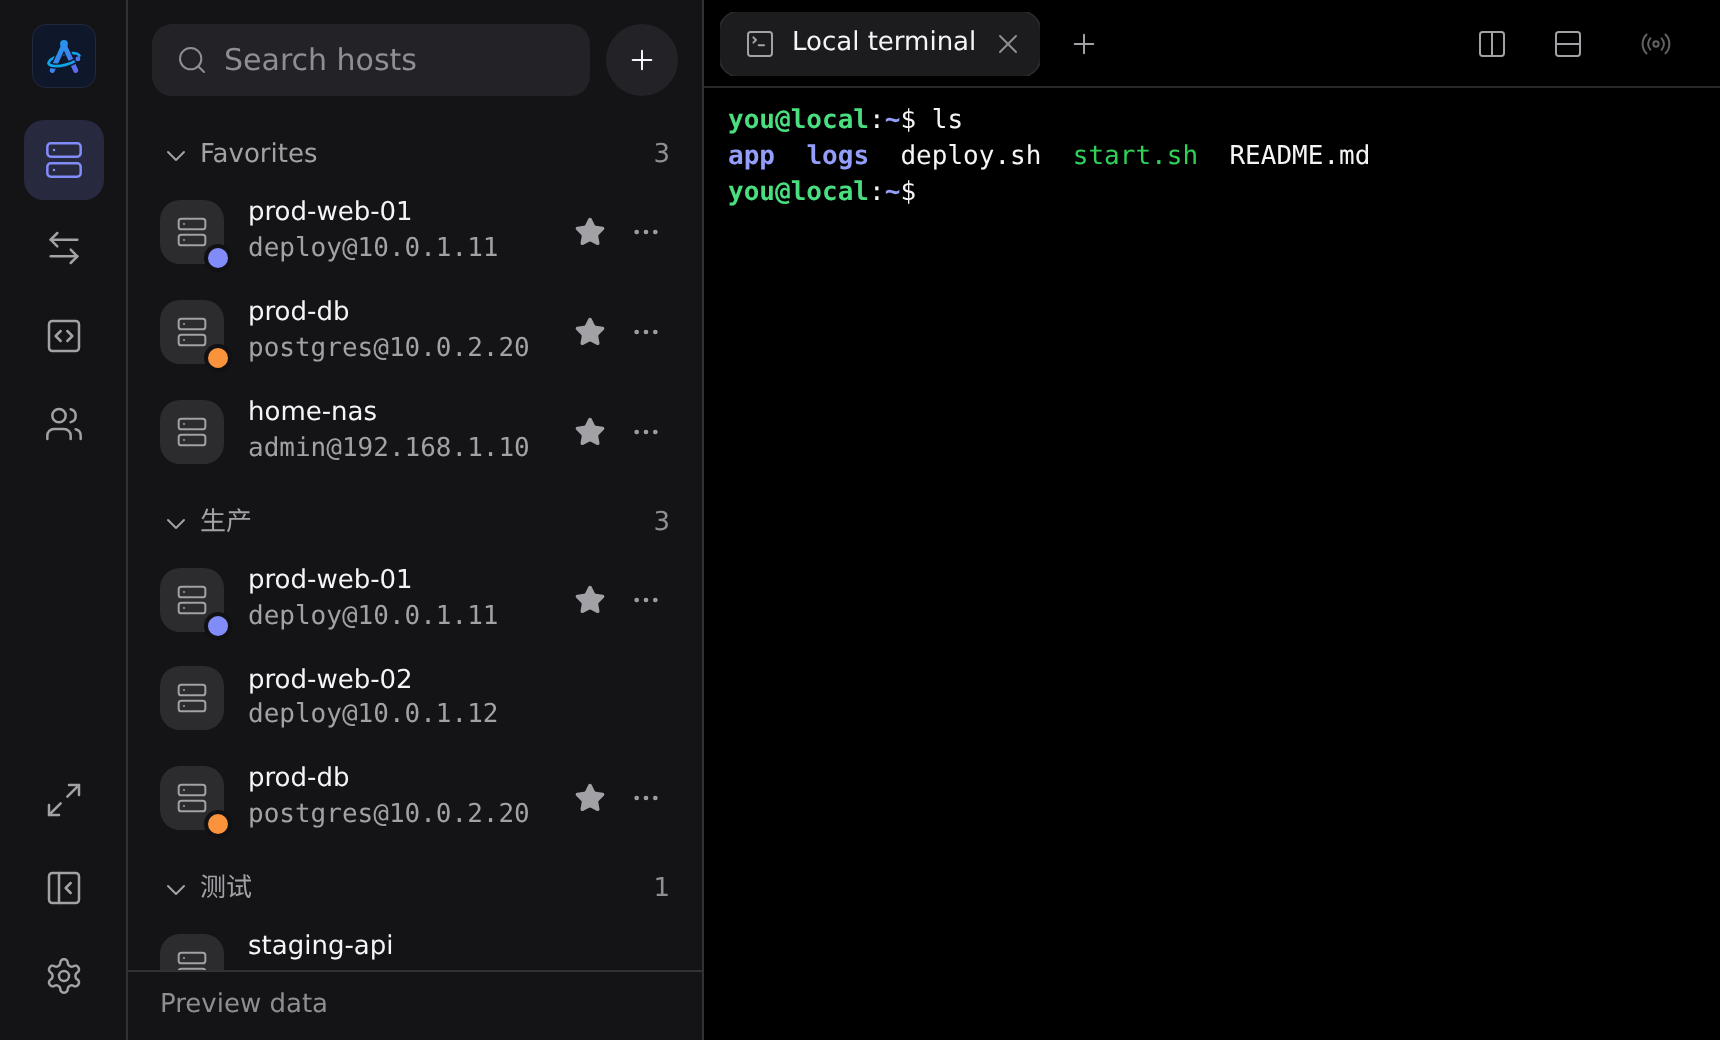 Search hosts
Favorites 3
prod-web-01
deploy@10.0.1.11
prod-db
postgres@10.0.2.20
home-nas
admin@192.168.1.10
生产 3
prod-web-01
deploy@10.0.1.11
prod-web-02
deploy@10.0.1.12
prod-db
postgres@10.0.2.20
测试 1
staging-api
Preview data
Local terminal
you@local:~$ ls
app logs deploy.sh start.sh README.md
you@local:~$